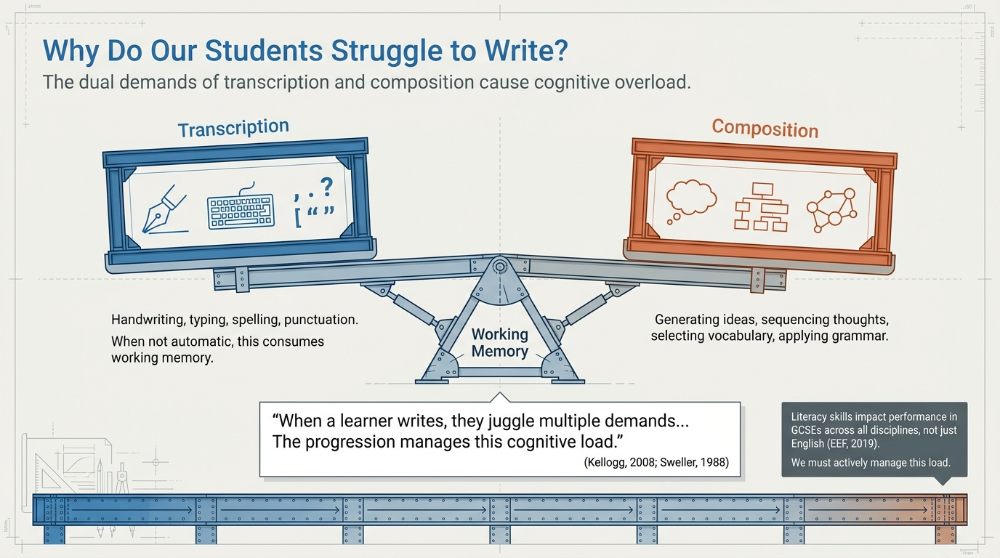 Why Do Our Students Struggle to Write?
The dual demands of transcription and composition cause cognitive overload.
Transcription
, . ?
[ “ ”
Handwriting, typing, spelling, punctuation.
When not automatic, this consumes
working memory.
Composition
Generating ideas, sequencing thoughts,
selecting vocabulary, applying grammar.
Working
Memory
“When a learner writes, they juggle multiple demands...
The progression manages this cognitive load.”
(Kellogg, 2008; Sweller, 1988)
Literacy skills impact performance in
GCSEs across all disciplines, not just
English (EEF, 2019).
We must actively manage this load.